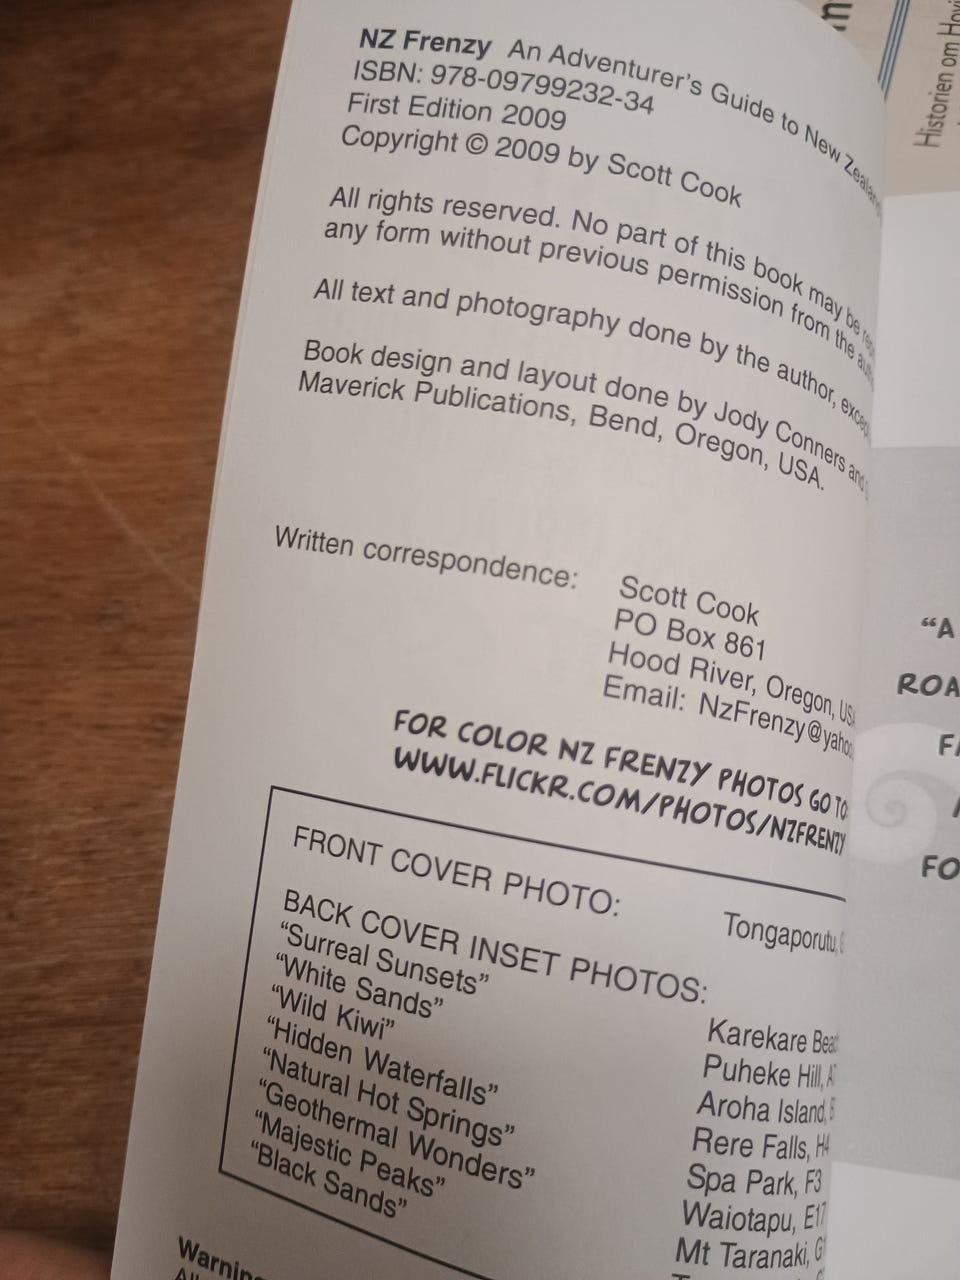 NZ Frenzy An Adventurer's Guide to New
ISBN: 978-09799232-34
First Edition 2009
Copyright © 2009 by Scott Cook
All rights reserved. No part of this book may be
any form without previous permission from the
All text and photography done by the author,
Book design and layout done by Jody Conners and
Maverick Publications, Bend, Oregon, USA.
Written correspondence:
Scott Cook
PO Box 861
Hood River, Oregon,
Email:
FOR COLOR NZ FRENZY PHOTOS GO TO:
WWW.FLICKR.COM/PHOTOS/NZFRENZY
FRONT COVER PHOTO: Tongaporutu,
BACK COVER INSET PHOTOS:
“Surreal Sunsets” Karekare
“White Sands” Puheke Hill,
“Wild Kiwi” Aroha Island,
“Hidden Waterfalls” Rere Falls, H4
“Natural Hot Springs” Spa Park, F3
“Geothermal Wonders” Waiotapu, E17
“Majestic Peaks” Mt Taranaki,
“Black Sands”
Historien om
“A